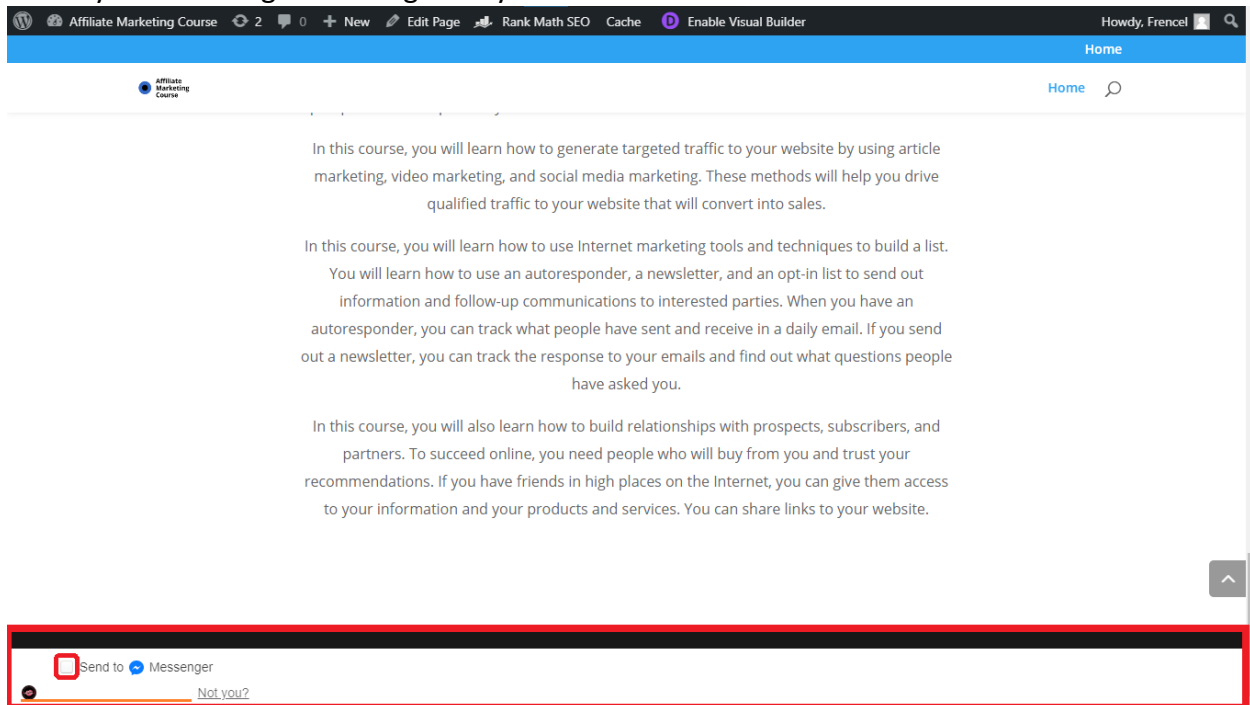 Affiliate Marketing Course 2 0 + New Edit Page Rank Math SEO Cache D Enable Visual Builder Howdy, Frencel
Home
Affiliate
Marketing
Course
Home
In this course, you will learn how to generate targeted traffic to your website by using article
marketing, video marketing, and social media marketing. These methods will help you drive
qualified traffic to your website that will convert into sales.
In this course, you will learn how to use Internet marketing tools and techniques to build a list.
You will learn how to use an autoresponder, a newsletter, and an opt-in list to send out
information and follow-up communications to interested parties. When you have an
autoresponder, you can track what people have sent and receive in a daily email. If you send
out a newsletter, you can track the response to your emails and find out what questions people
have asked you.
In this course, you will also learn how to build relationships with prospects, subscribers, and
partners. To succeed online, you need people who will buy from you and trust your
recommendations. If you have friends in high places on the Internet, you can give them access
to your information and your products and services. You can share links to your website.
Send to Messenger
Not you?